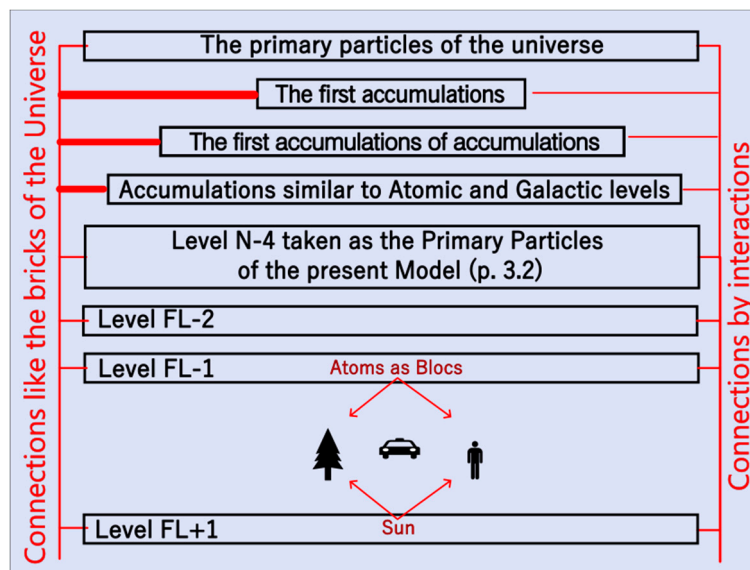 Connections like the bricks of the Universe
The primary particles of the universe
The first accumulations
The first accumulations of accumulations
Accumulations similar to Atomic and Galactic levels
Level N-4 taken as the Primary Particles
of the present Model (p. 3.2)
Level FL-2
Level FL-1
Atoms as Blocs
Level FL+1
Sun
Connections by interactions